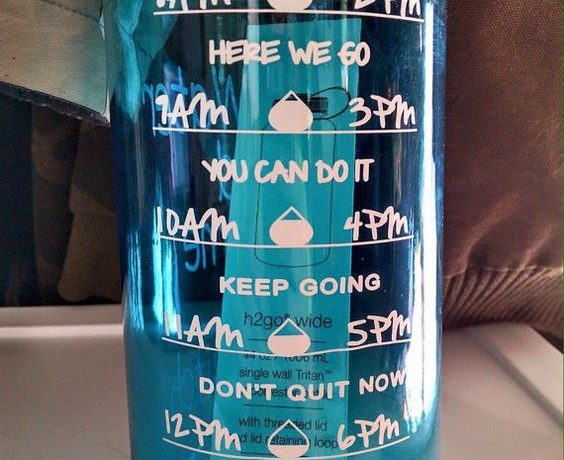 HERE WE GO
9AM 3PM
YOU CAN DO IT
10AM 4PM
KEEP GOING
h2go® wide
11AM 5PM
single wall Tritan™
DON'T QUIT NOW
with threaded lid
12PM 6PM